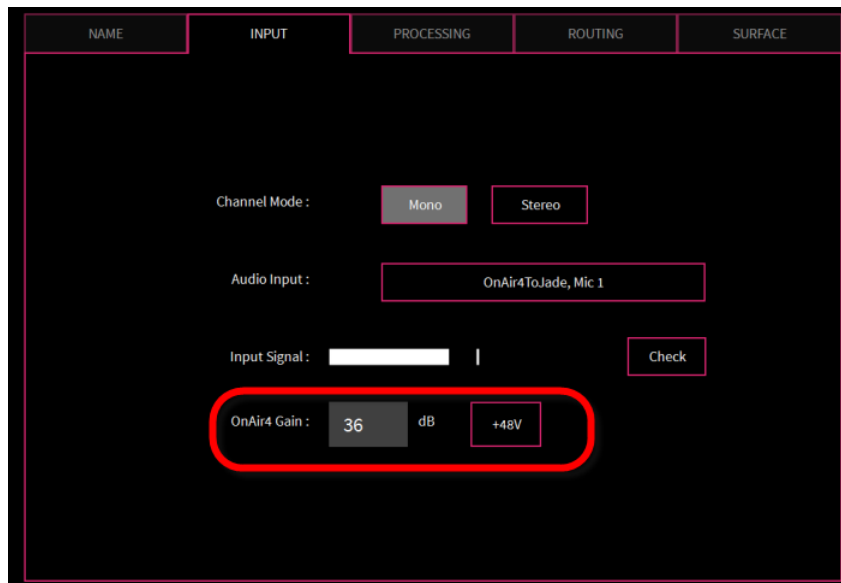 NAME INPUT PROCESSING ROUTING SURFACE
Channel Mode : Mono Stereo
Audio Input : OnAir4ToJade, Mic 1
Input Signal : Check
OnAir4 Gain : 36 dB +48V